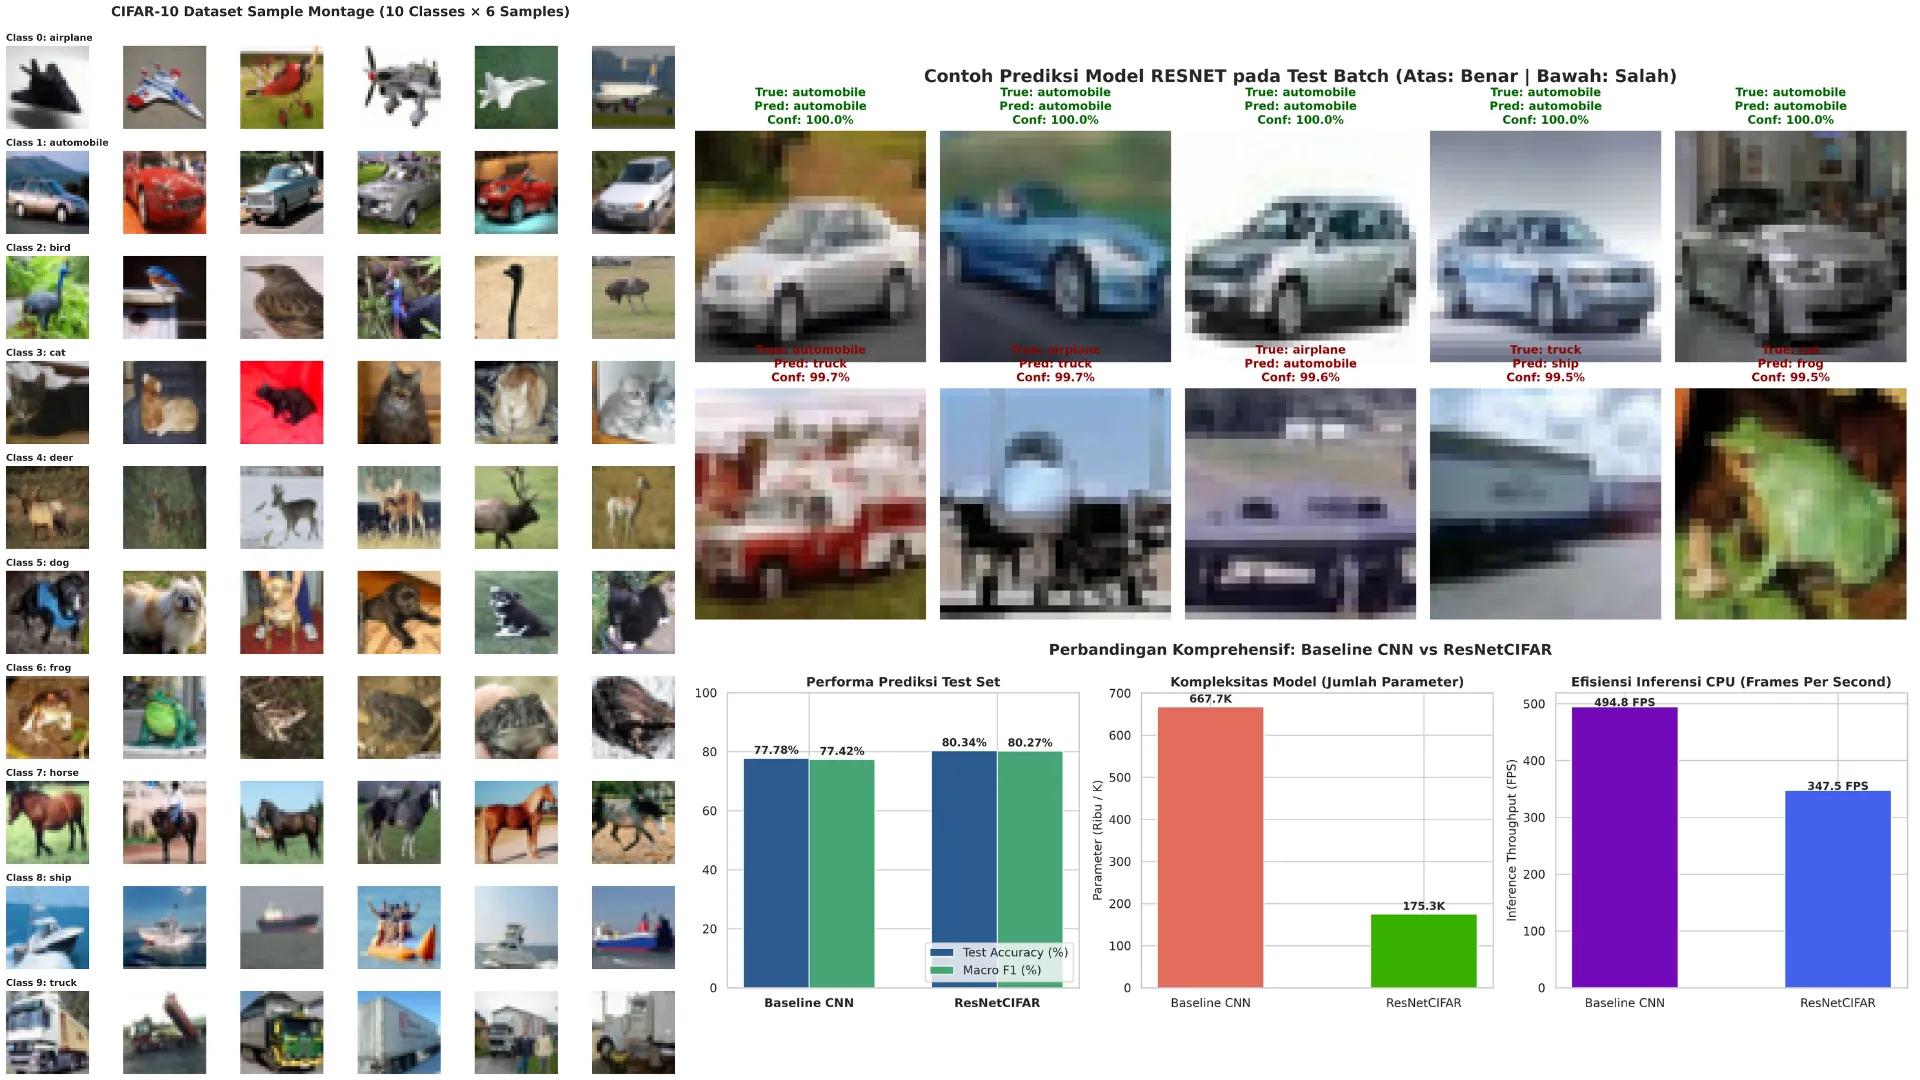 CIFAR-10 Dataset Sample Montage (10 Classes × 6 Samples)
Class 0: airplane
Class 1: automobile
Class 2: bird
Class 3: cat
Class 4: deer
Class 5: dog
Class 6: frog
Class 7: horse
Class 8: ship
Class 9: truck
Contoh Prediksi Model RESNET pada Test Batch (Atas: Benar | Bawah: Salah)
True: automobile
Pred: automobile
Conf: 100.0%
True: automobile
Pred: automobile
Conf: 100.0%
True: automobile
Pred: automobile
Conf: 100.0%
True: automobile
Pred: automobile
Conf: 100.0%
True: automobile
Pred: automobile
Conf: 100.0%
True: automobile
Pred: truck
Conf: 99.7%
True: airplane
Pred: truck
Conf: 99.7%
True: airplane
Pred: automobile
Conf: 99.6%
True: truck
Pred: ship
Conf: 99.5%
True: cat
Pred: frog
Conf: 99.5%
Perbandingan Komprehensif: Baseline CNN vs ResNetCIFAR
Performa Prediksi Test Set
100
80
60
40
20
0
77.78%
77.42%
80.34%
80.27%
Test Accuracy (%)
Macro F1 (%)
Baseline CNN
ResNetCIFAR
Kompleksitas Model (Jumlah Parameter)
Parameter (Ribu / K)
700
600
500
400
300
200
100
0
667.7K
175.3K
Baseline CNN
ResNetCIFAR
Efisiensi Inferensi CPU (Frames Per Second)
Inference Throughput (FPS)
500
400
300
200
100
0
494.8 FPS
347.5 FPS
Baseline CNN
ResNetCIFAR